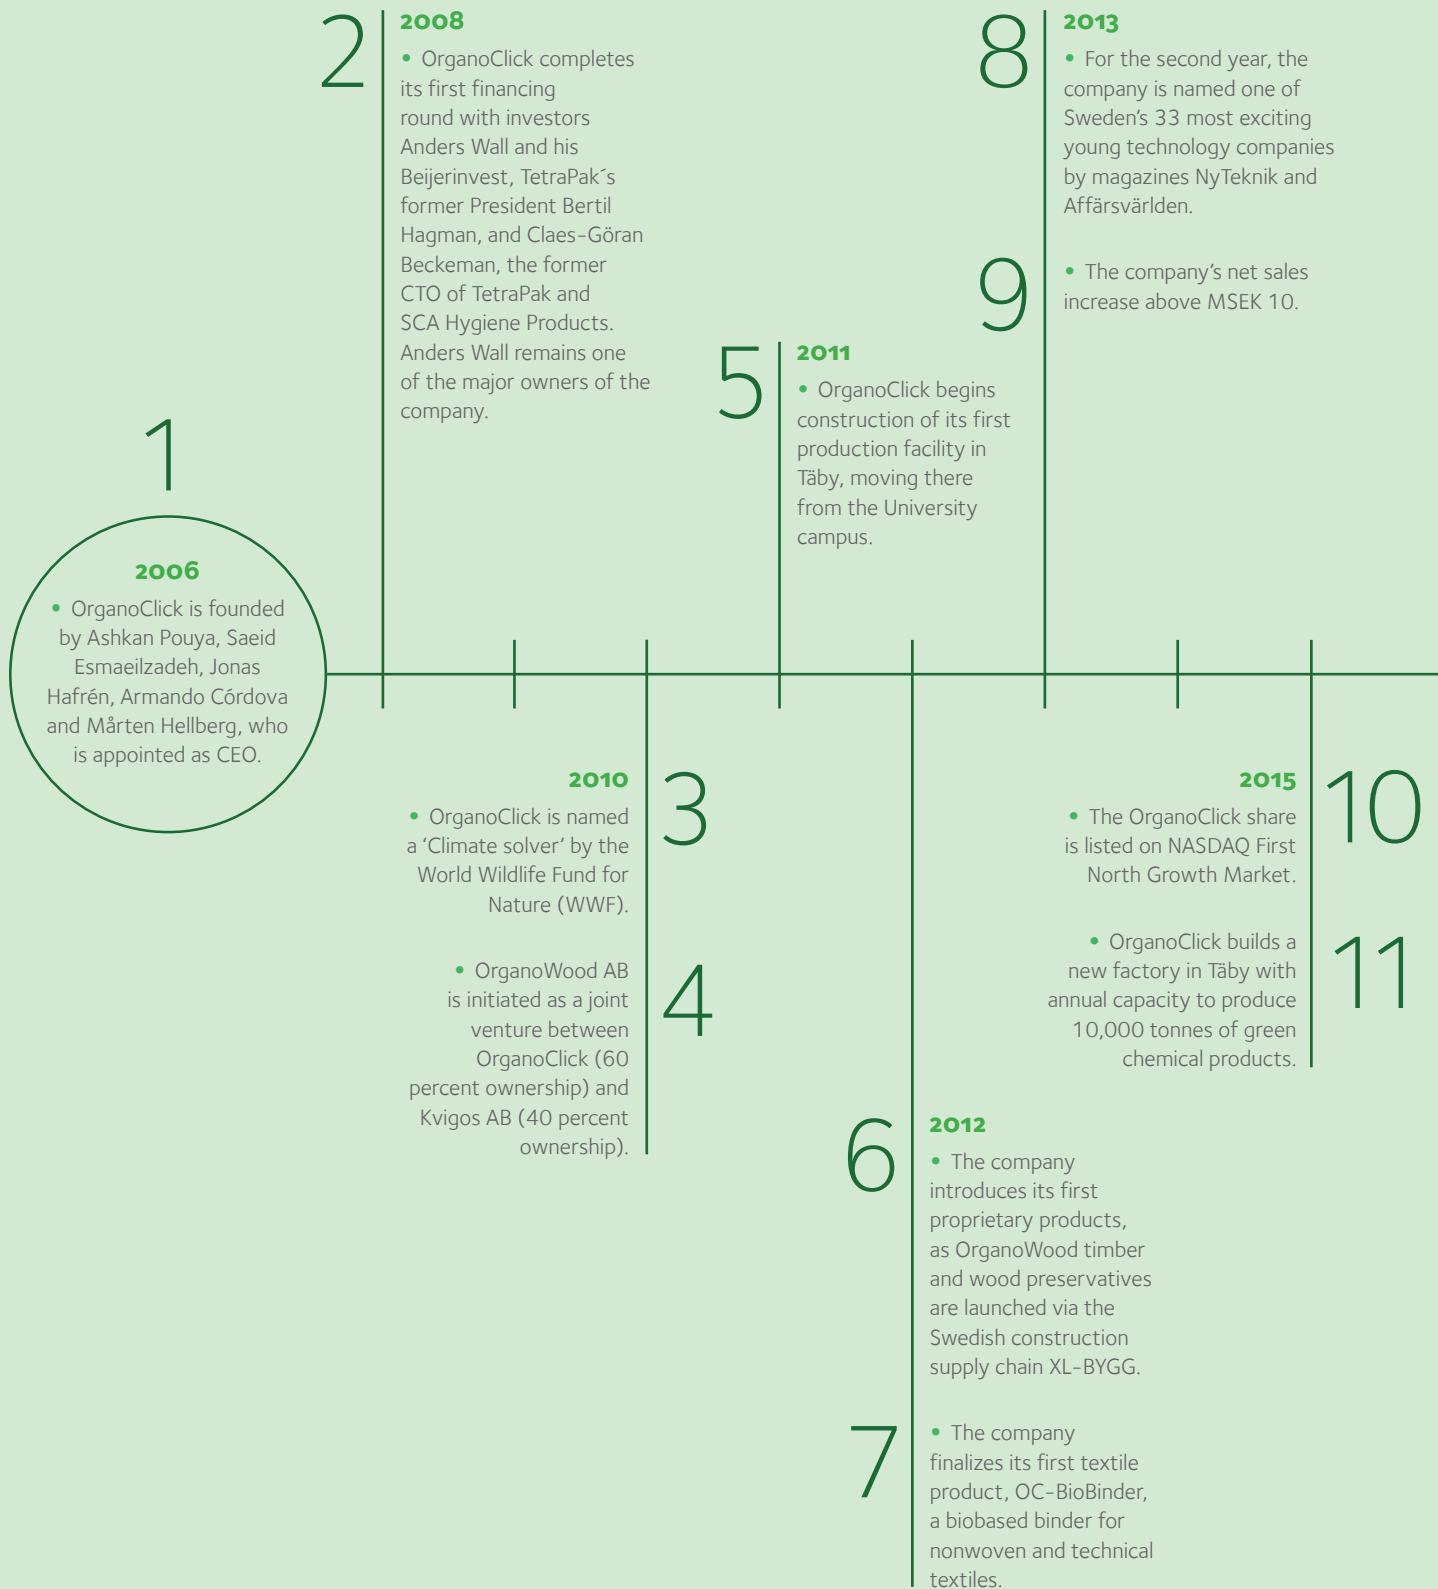 1
2006
• OrganoClick is founded
by Ashkan Pouya, Saeid
Esmaeilzadeh, Jonas
Hafrén, Armando Córdova
and Mårten Hellberg, who
is appointed as CEO.
2
2008
• OrganoClick completes
its first financing
round with investors
Anders Wall and his
Beijerinvest, TetraPak´s
former President Bertil
Hagman, and Claes-Göran
Beckeman, the former
CTO of TetraPak and
SCA Hygiene Products.
Anders Wall remains one
of the major owners of the
company.
2010
3
• OrganoClick is named
a ‘Climate solver’ by the
World Wildlife Fund for
Nature (WWF).
4
• OrganoWood AB
is initiated as a joint
venture between
OrganoClick (60
percent ownership) and
Kvigos AB (40 percent
ownership).
5
2011
• OrganoClick begins
construction of its first
production facility in
Täby, moving there
from the University
campus.
6
2012
• The company
introduces its first
proprietary products,
as OrganoWood timber
and wood preservatives
are launched via the
Swedish construction
supply chain XL-BYGG.
7
• The company
finalizes its first textile
product, OC-BioBinder,
a biobased binder for
nonwoven and technical
textiles.
8
2013
• For the second year, the
company is named one of
Sweden’s 33 most exciting
young technology companies
by magazines NyTeknik and
Affärsvärlden.
9
• The company’s net sales
increase above MSEK 10.
2015
10
• The OrganoClick share
is listed on NASDAQ First
North Growth Market.
11
• OrganoClick builds a
new factory in Täby with
annual capacity to produce
10,000 tonnes of green
chemical products.